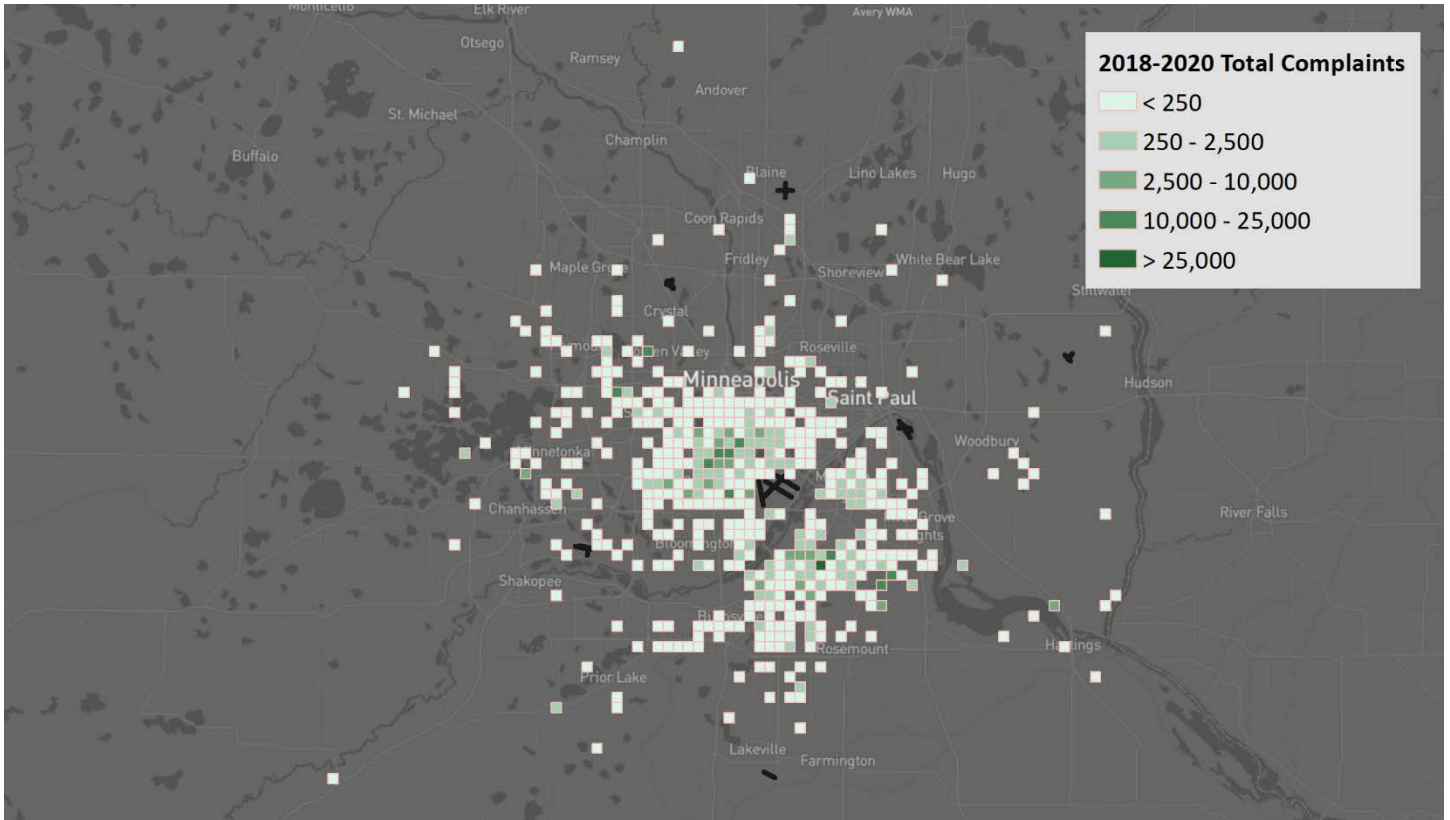 Monticello
Elk River
Avery WMA
Otsego
Ramsey
2018-2020 Total Complaints
< 250
250 - 2,500
2,500 - 10,000
10,000 - 25,000
> 25,000
Andover
St. Michael
Champlin
Buffalo
Blaine
Lino Lakes
Hugo
Coon Rapids
Maple Grove
Fridley
Shoreview
White Bear Lake
Stillwater
Crystal
Roseville
Minneapolis
Hudson
Saint Paul
Woodbury
Chanhassen
River Falls
Bloomington
Shakopee
Rosemount
Hastings
Prior Lake
Lakeville
Farmington